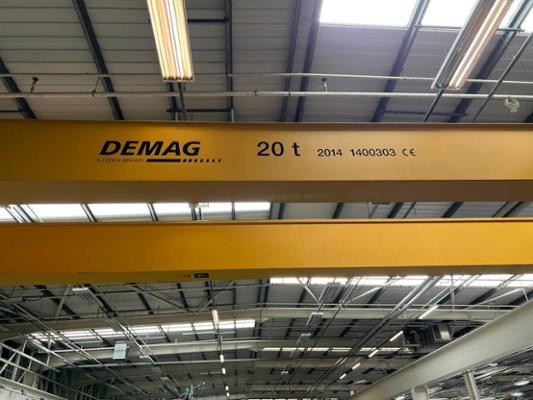 DEMAG 20 t 2014 1400303 CE
A TEREX BRAND